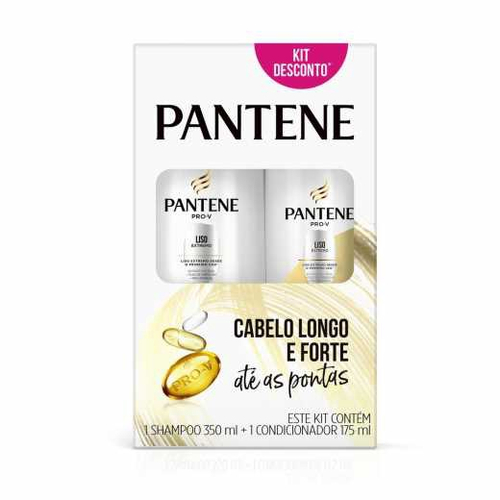 KIT
DESCONTO*
PANTENE
PANTENE
PRO-V
LISO
EXTREMO
PANTENE
PRO-V
LISO
EXTREMO
PRO-V
CABELO LONGO
E FORTE
até as pontas
ESTE KIT CONTÉM
1 SHAMPOO 350 ml + 1 CONDICIONADOR 175 ml